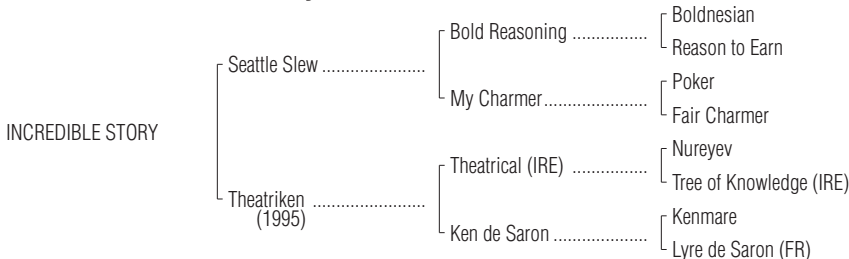 Boldnesian
Bold Reasoning ................
Reason to Earn
Seattle Slew ......................
Poker
My Charmer......................
Fair Charmer
INCREDIBLE STORY
Nureyev
Theatrical (IRE) ................
Tree of Knowledge (IRE)
Theatriken ........................
(1995)
Kenmare
Ken de Saron ....................
Lyre de Saron (FR)